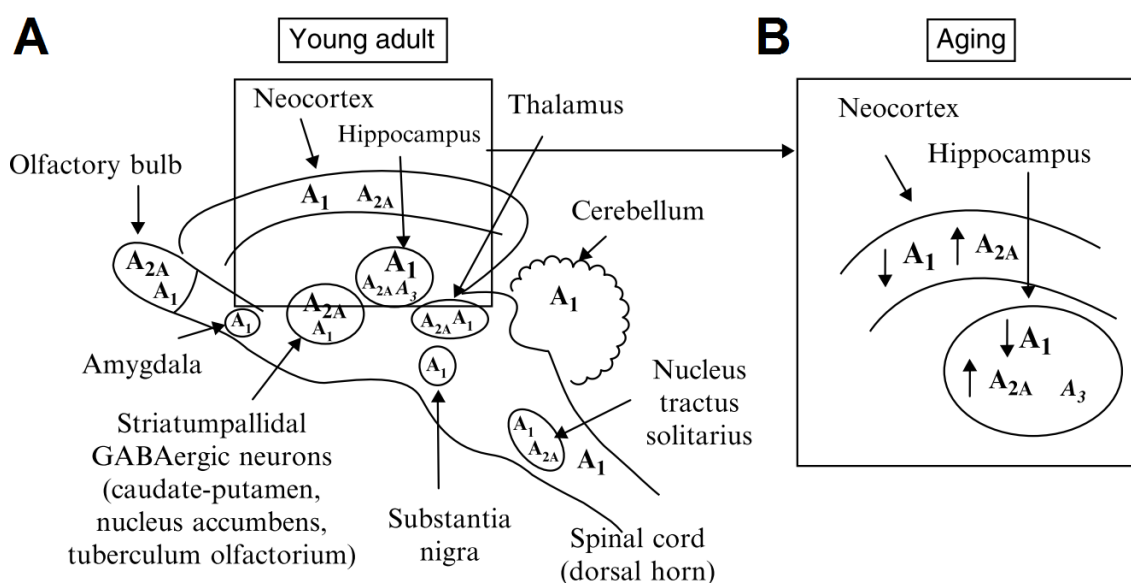 A
Young adult
B
Aging
Neocortex
Hippocampus
Thalamus
Olfactory bulb
Cerebellum
A1 A2A
A2A
A1
A1
A2A A3
A2A
A1
A1
A2A A1
A1
A1
Amygdala
Striatumpallidal
GABAergic neurons
(caudate-putamen,
nucleus accumbens,
tuberculum olfactorium)
Substantia
nigra
Nucleus
tractus
solitarius
A1
A2A
A1
Spinal cord
(dorsal horn)
Neocortex
Hippocampus
↓ A1 ↑ A2A
↓ A1
↑ A2A A3